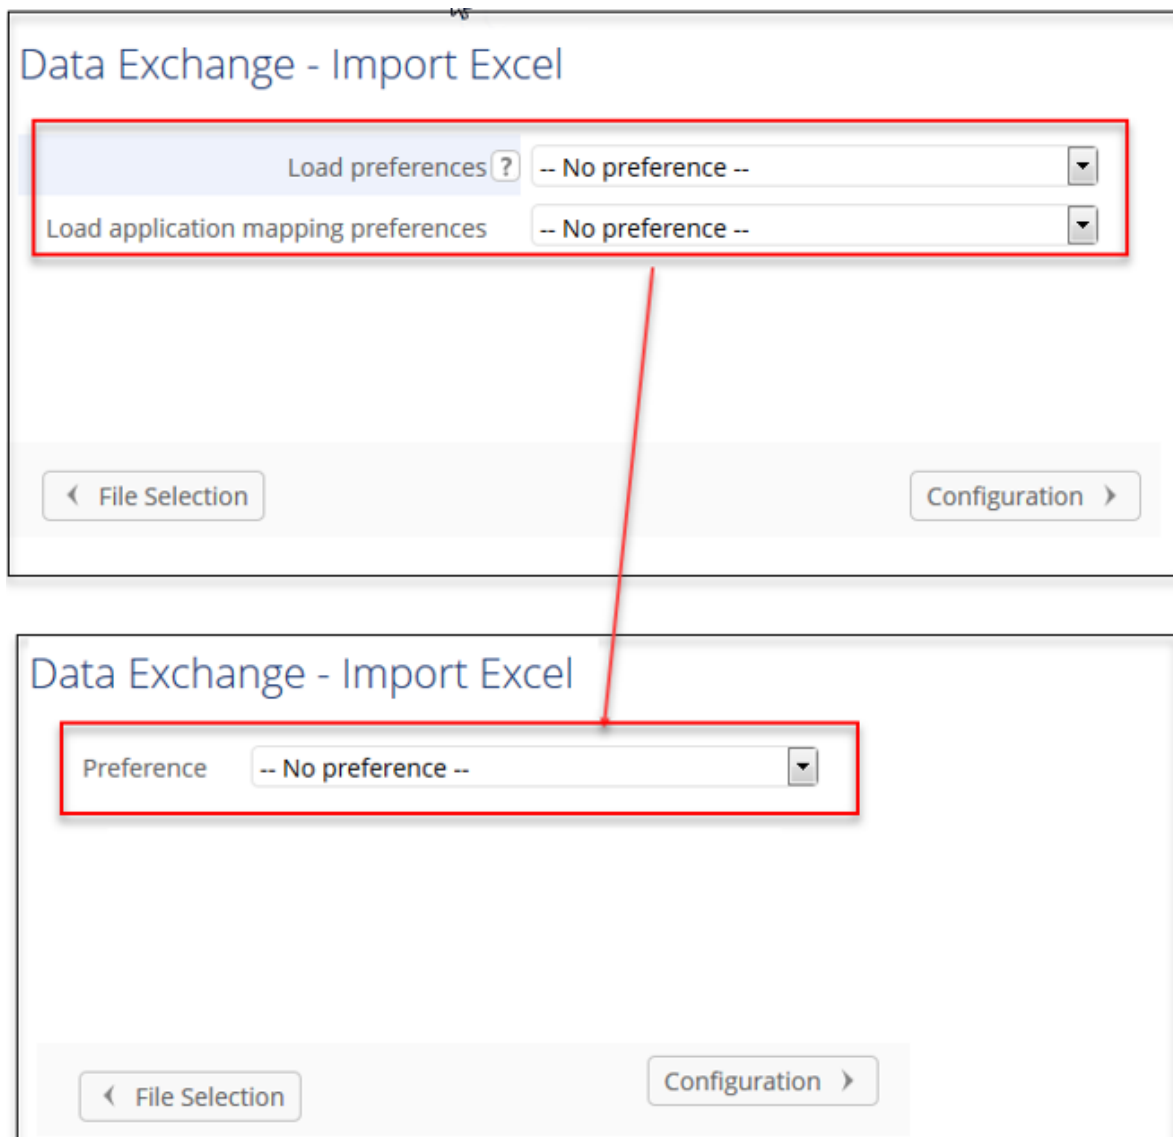 Data Exchange - Import Excel
Load preferences ? -- No preference --
Load application mapping preferences -- No preference --
File Selection Configuration
Data Exchange - Import Excel
Preference -- No preference --
Configuration
File Selection